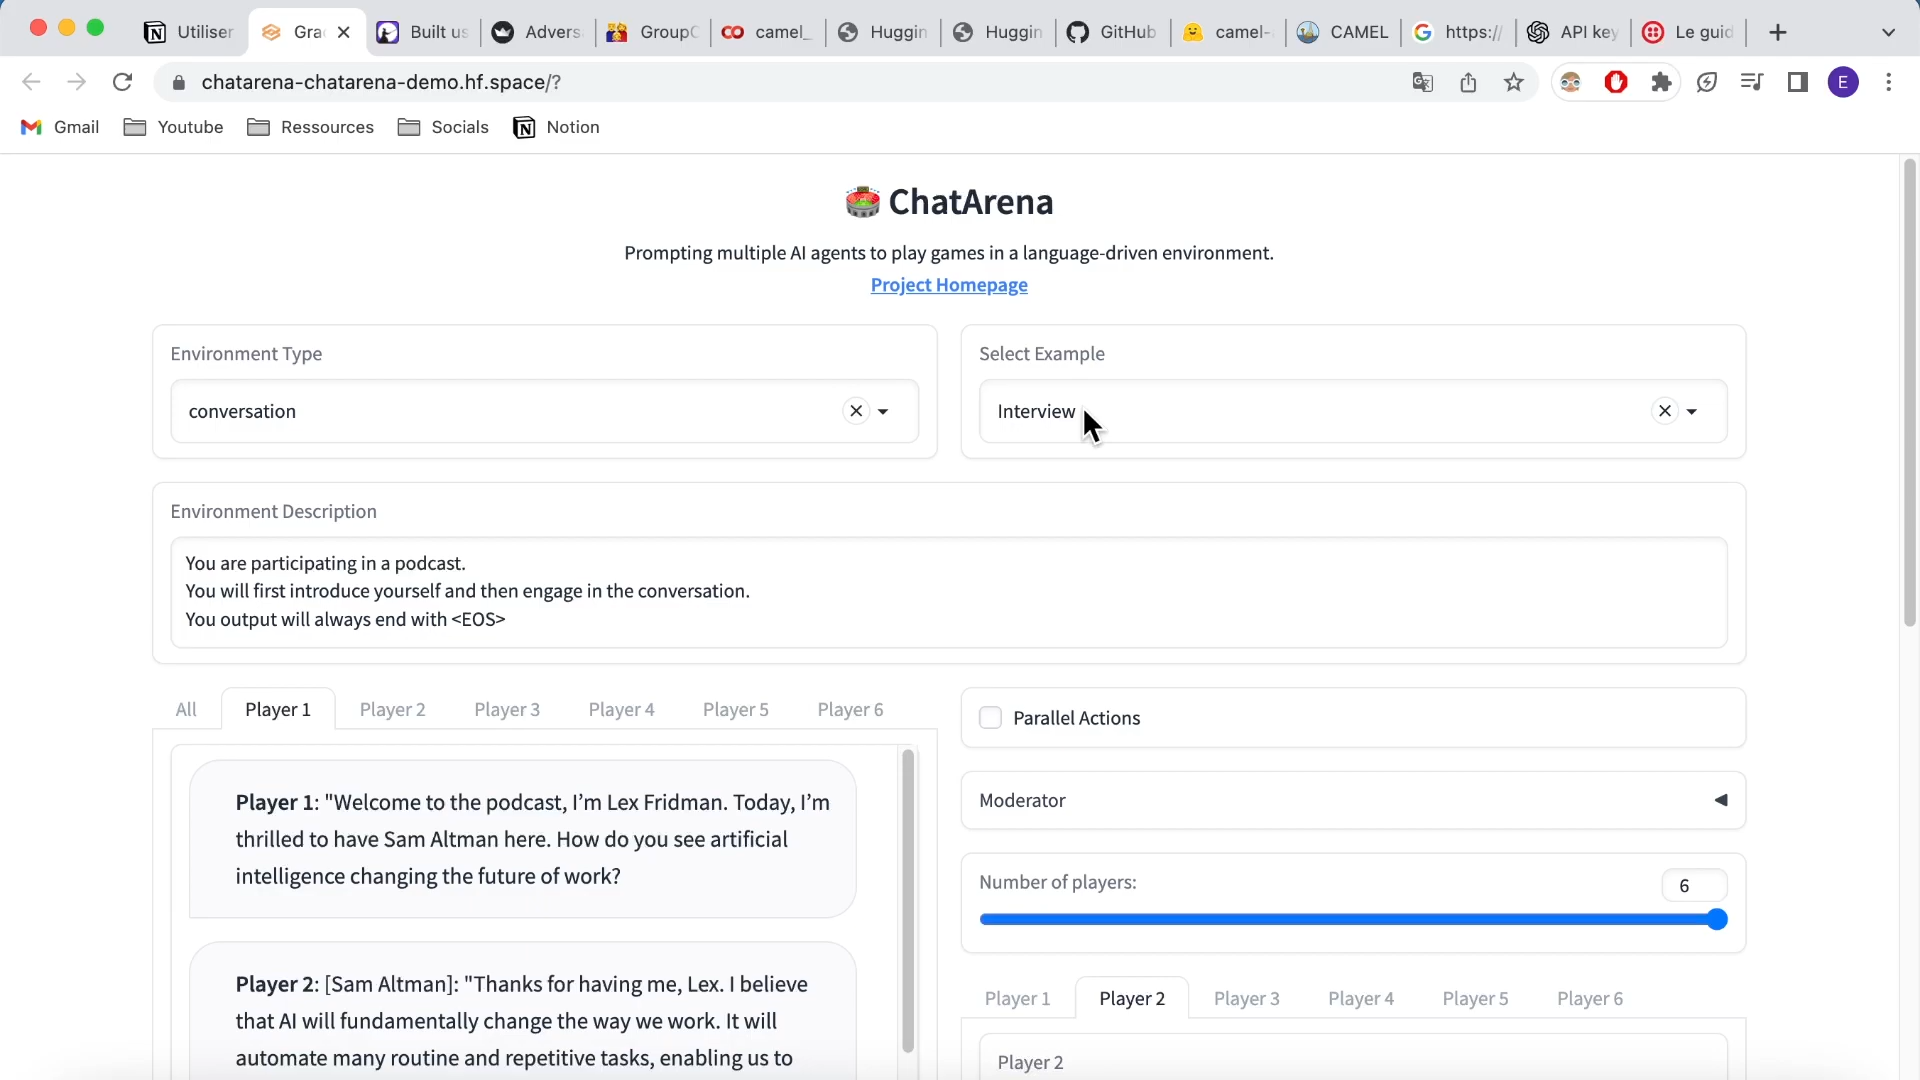 Utiliser
Gra
Built us
Advers
GroupC
camel_
Huggin
Huggin
GitHub
camel-
CAMEL
https://
API key
Le guid
chatarena-chatarena-demo.hf.space/?
E
Gmail
Youtube
Ressources
Socials
Notion
ChatArena
Prompting multiple AI agents to play games in a language-driven environment.
Project Homepage
Environment Type
conversation
Select Example
Interview
Environment Description
You are participating in a podcast.
You will first introduce yourself and then engage in the conversation.
You output will always end with <EOS>
All Player 1 Player 2 Player 3 Player 4 Player 5 Player 6
Player 1: "Welcome to the podcast, I’m Lex Fridman. Today, I’m
thrilled to have Sam Altman here. How do you see artificial
intelligence changing the future of work?
Player 2: [Sam Altman]: "Thanks for having me, Lex. I believe
that AI will fundamentally change the way we work. It will
automate many routine and repetitive tasks, enabling us to
Parallel Actions
Moderator
Number of players:
6
Player 1 Player 2 Player 3 Player 4 Player 5 Player 6
Player 2